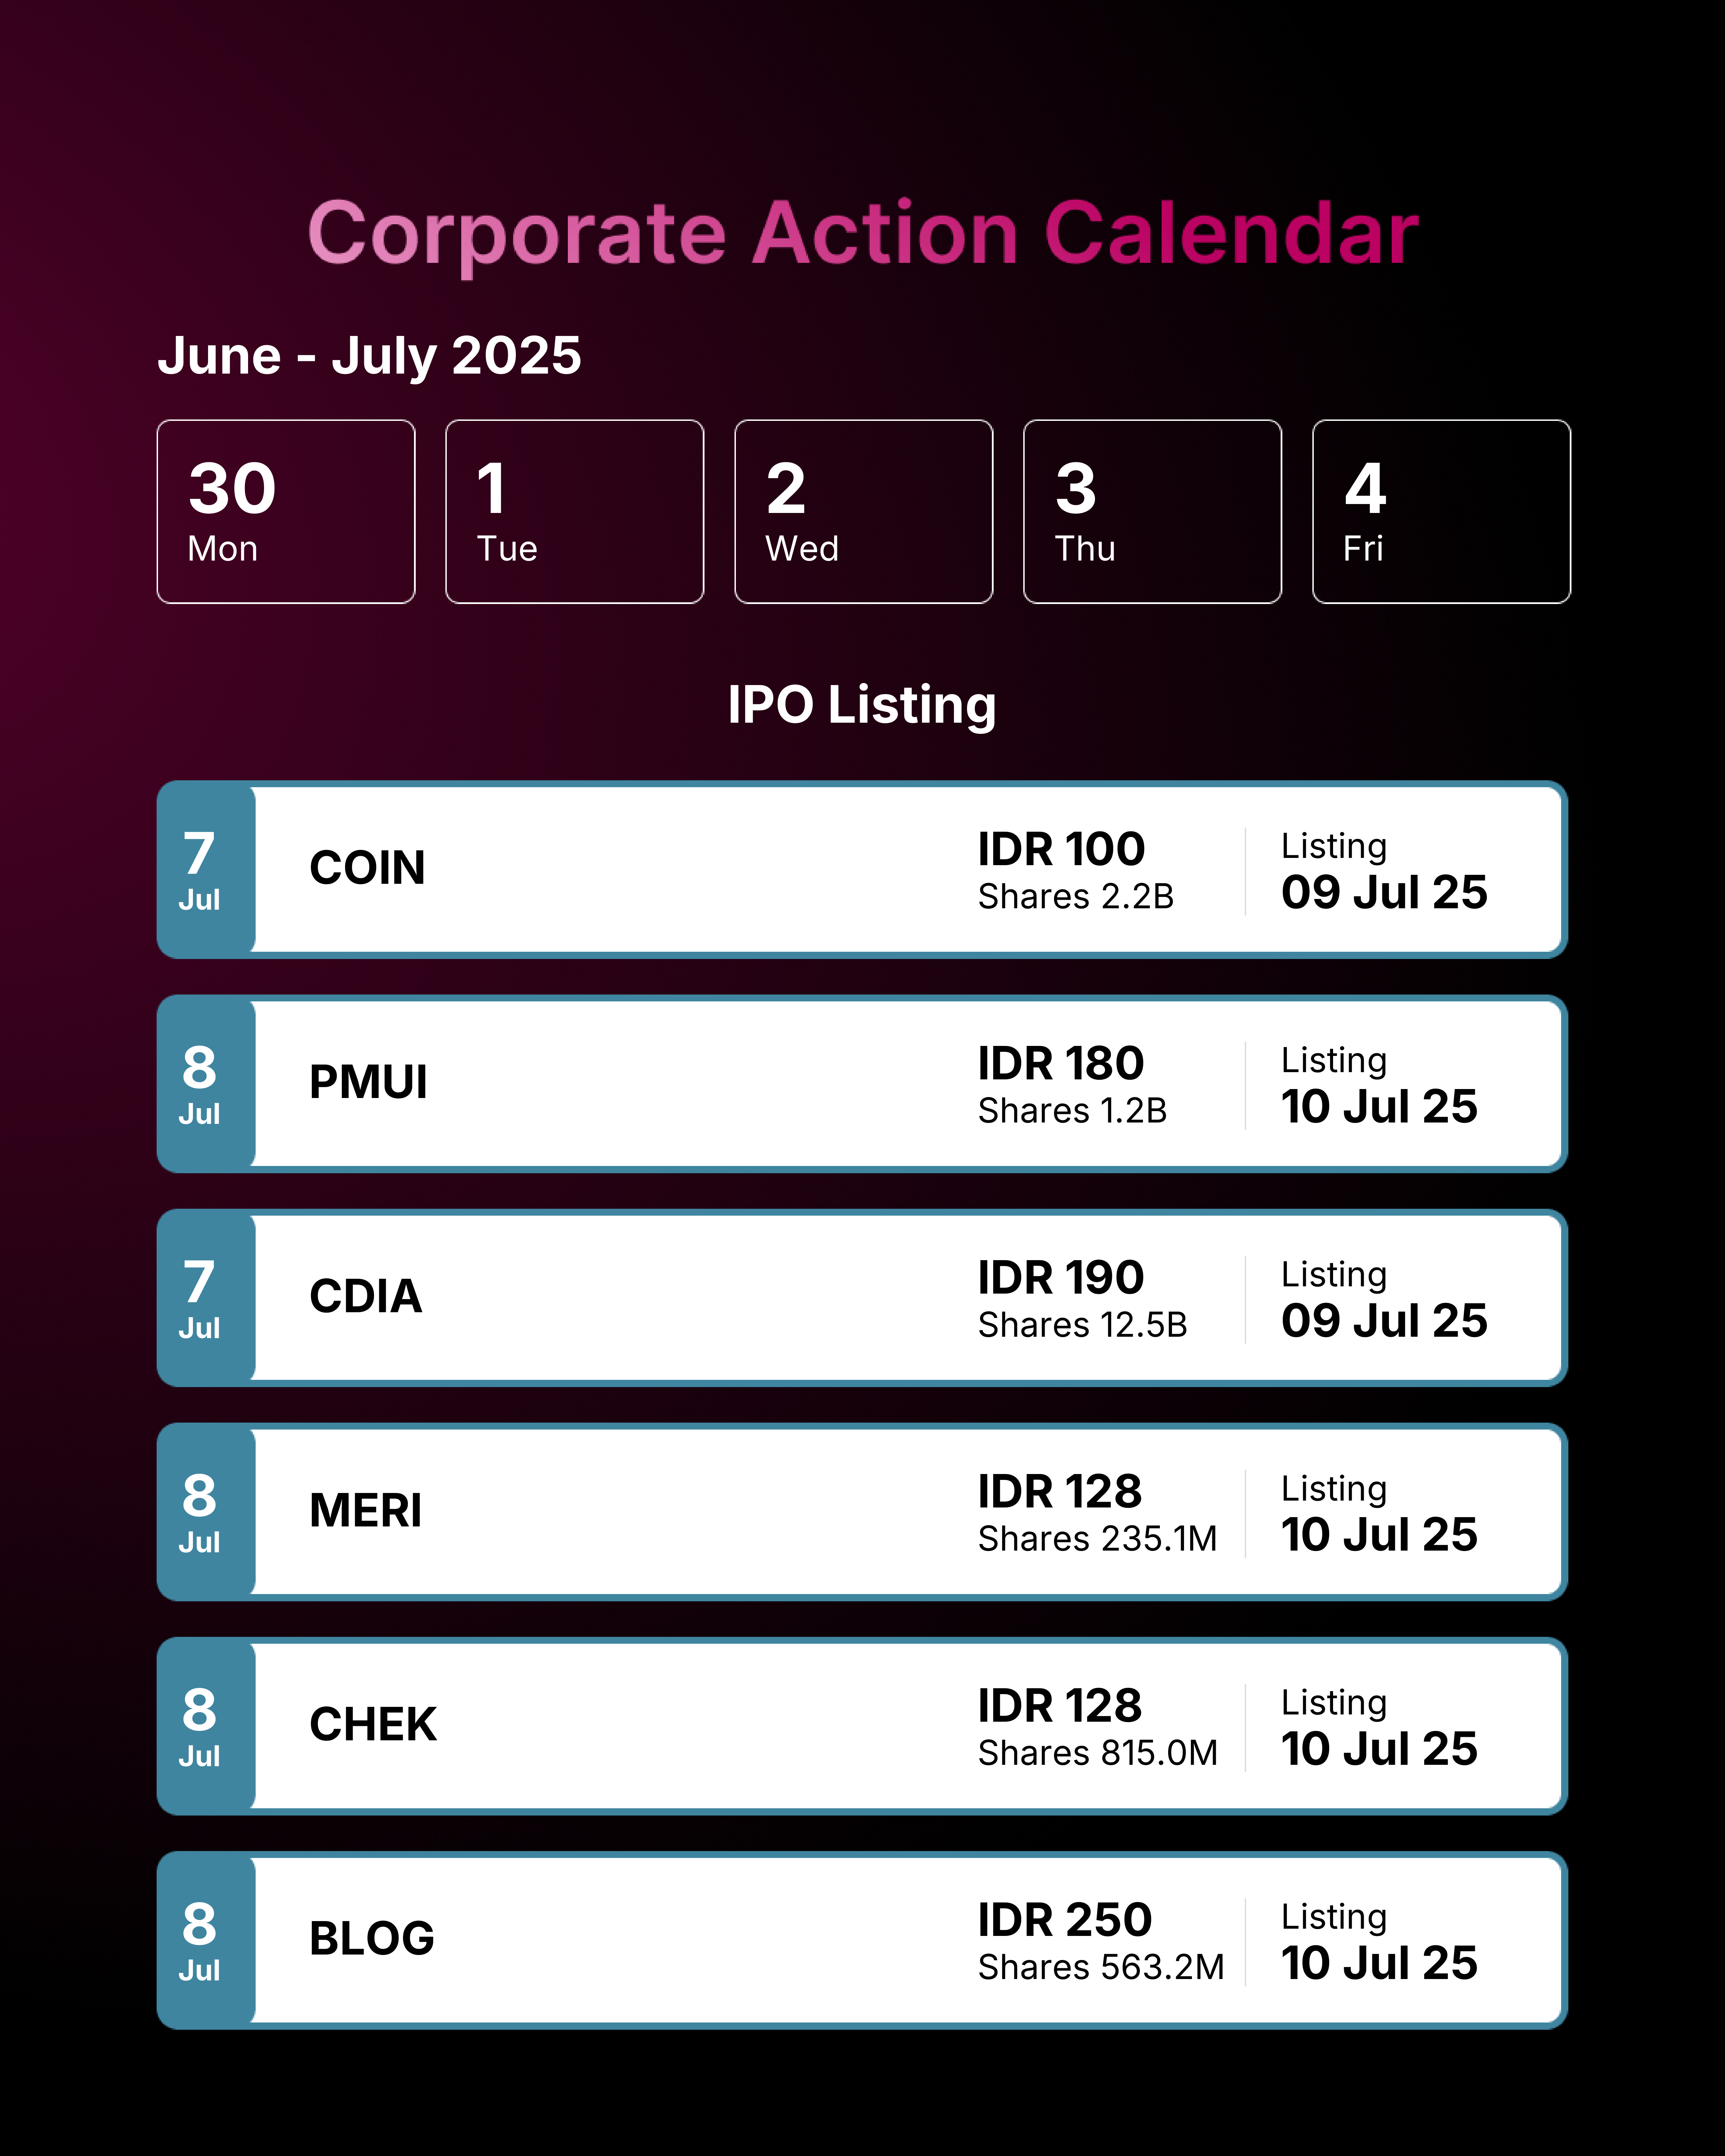 Corporate Action Calendar
June - July 2025
30
Mon
1
Tue
2
Wed
3
Thu
4
Fri
IPO Listing
7
Jul
COIN
IDR 100
Shares 2.2B
Listing
09 Jul 25
8
Jul
PMUI
IDR 180
Shares 1.2B
Listing
10 Jul 25
7
Jul
CDIA
IDR 190
Shares 12.5B
Listing
09 Jul 25
8
Jul
MERI
IDR 128
Shares 235.1M
Listing
10 Jul 25
8
Jul
CHEK
IDR 128
Shares 815.0M
Listing
10 Jul 25
8
Jul
BLOG
IDR 250
Shares 563.2M
Listing
10 Jul 25